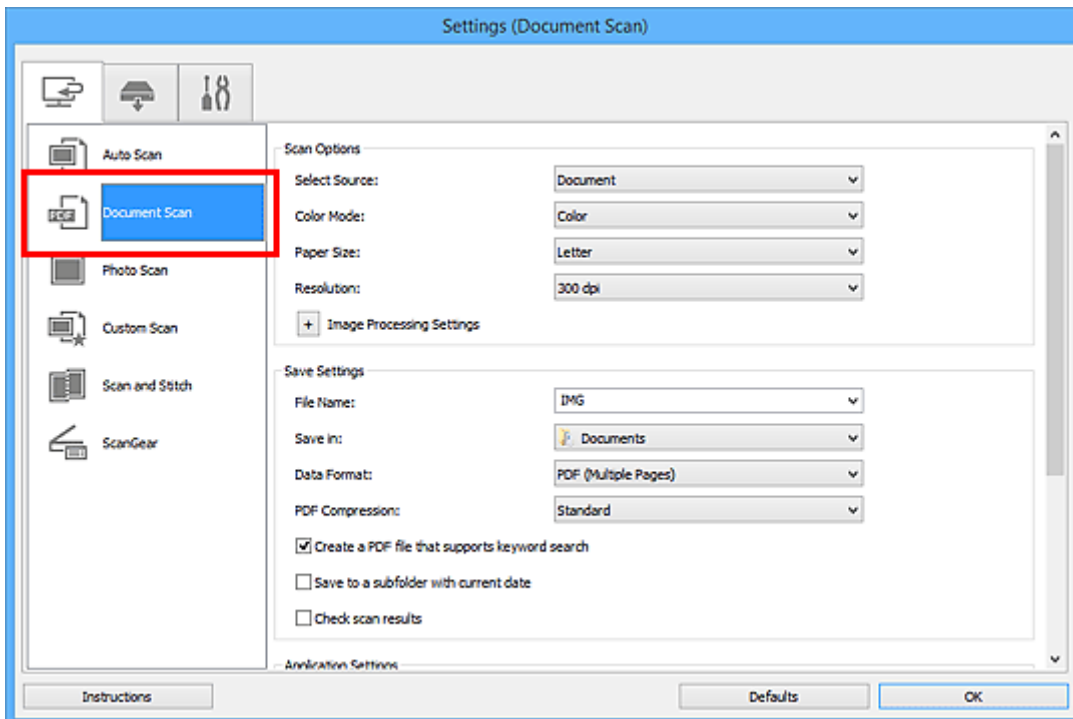 Settings (Document Scan)
Auto Scan
PDF
Document Scan
Photo Scan
Custom Scan
Scan and Stitch
ScanGear
Scan Options
Select Source: Document
Color Mode: Color
Paper Size: Letter
Resolution: 300 dpi
+ Image Processing Settings
Save Settings
File Name: IMG
Save in: Documents
Data Format: PDF (Multiple Pages)
PDF Compression: Standard
Create a PDF file that supports keyword search
Save to a subfolder with current date
Check scan results
Application Settings
Instructions
Defaults
OK